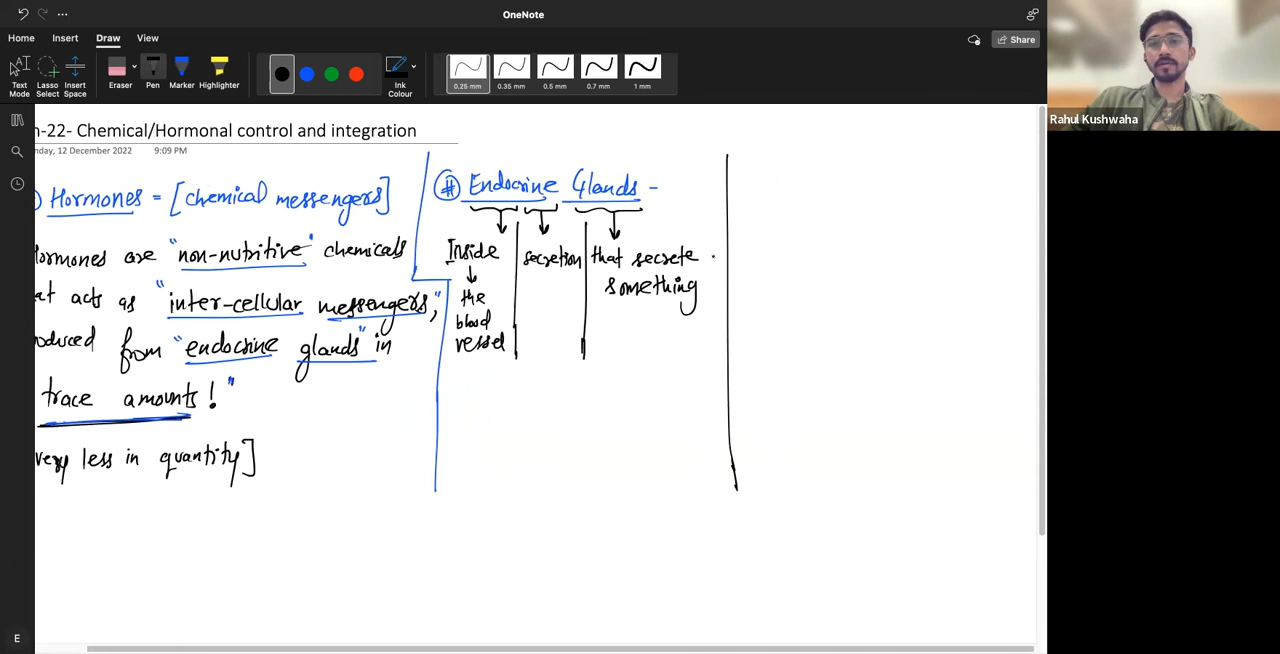 OneNote
Home Insert Draw View
Share
Text Mode
Lasso Select
Insert Space
Eraser
Pen
Marker
Highlighter
Ink Colour
0.25 mm
0.35 mm
0.5 mm
0.7 mm
1 mm
Rahul Kushwaha
n-22- Chemical/Hormonal control and integration
nday, 12 December 2022 9:09 PM
) Hormones = [chemical messengers]
Hormones are "non-nutritive" chemicals
at acts as "inter-cellular messengers,"
oduced from "endocrine glands" in
trace amounts!"
very less in quantity]
# Endocrine Glands -
Inside
the
blood
vessel
secretion
that secrete
something
E